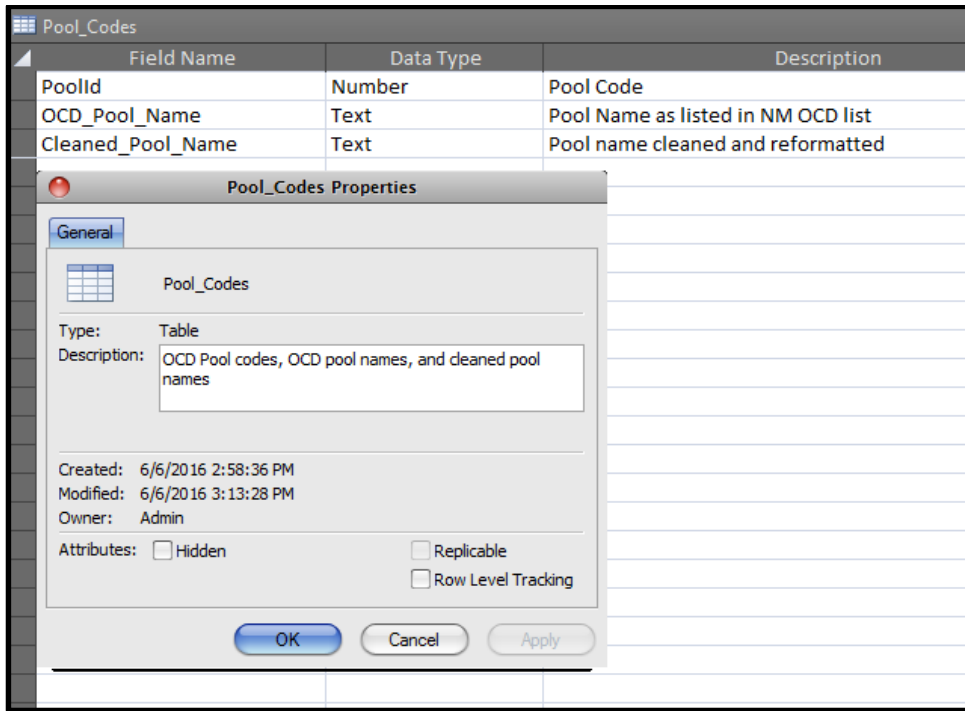 Pool_Codes
Field Name Data Type Description
PoolId Number Pool Code
OCD_Pool_Name Text Pool Name as listed in NM OCD list
Cleaned_Pool_Name Text Pool name cleaned and reformatted
Pool_Codes Properties
General
Pool_Codes
Type: Table
Description: OCD Pool codes, OCD pool names, and cleaned pool
names
Created: 6/6/2016 2:58:36 PM
Modified: 6/6/2016 3:13:28 PM
Owner: Admin
Attributes: Hidden Replicable
Row Level Tracking
OK Cancel Apply